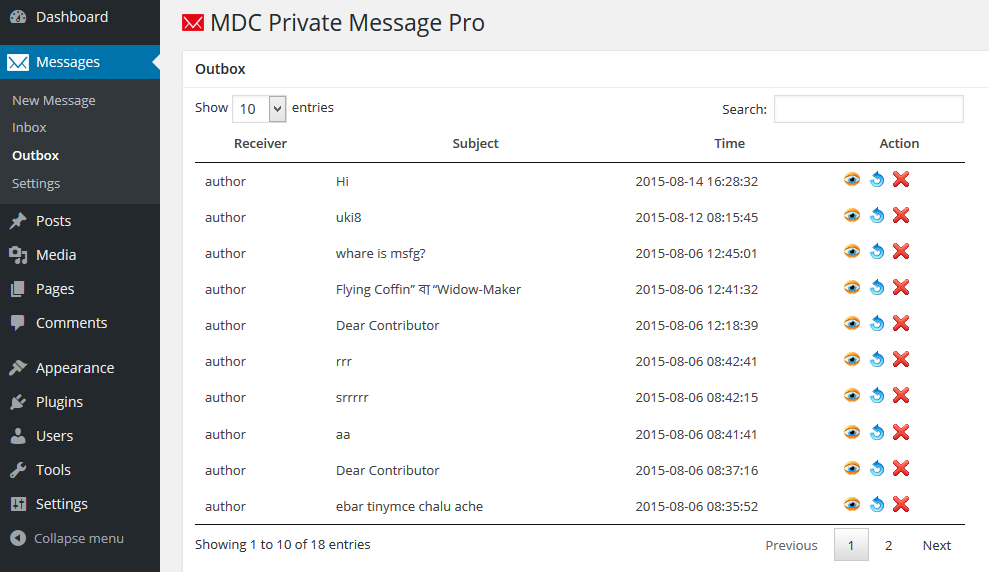 Dashboard
Messages
New Message
Inbox
Outbox
Settings
Posts
Media
Pages
Comments
Appearance
Plugins
Users
Tools
Settings
Collapse menu
MDC Private Message Pro
Outbox
Show 10 entries Search:
Receiver Subject Time Action
author Hi 2015-08-14 16:28:32
author uki8 2015-08-12 08:15:45
author whare is msfg? 2015-08-06 12:45:01
author Flying Coffin” বা “Widow-Maker 2015-08-06 12:41:32
author Dear Contributor 2015-08-06 12:18:39
author rrr 2015-08-06 08:42:41
author srrrrr 2015-08-06 08:42:15
author aa 2015-08-06 08:41:41
author Dear Contributor 2015-08-06 08:37:16
author ebar tinymce chalu ache 2015-08-06 08:35:52
Showing 1 to 10 of 18 entries Previous 1 2 Next